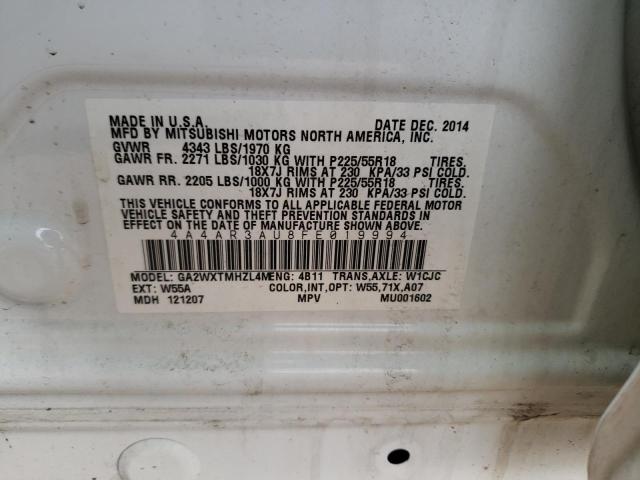 MADE IN U.S.A. DATE DEC. 2014
MFD BY MITSUBISHI MOTORS NORTH AMERICA, INC.
GVWR 4343 LBS/1970 KG
GAWR FR. 2271 LBS/1030 KG WITH P225/55R18 TIRES,
18X7J RIMS AT 230 KPA/33 PSI COLD.
GAWR RR. 2205 LBS/1000 KG WITH P225/55R18 TIRES,
18X7J RIMS AT 230 KPA/33 PSI COLD.
THIS VEHICLE CONFORMS TO ALL APPLICABLE FEDERAL MOTOR
VEHICLE SAFETY AND THEFT PREVENTION STANDARDS IN
EFFECT ON THE DATE OF MANUFACTURE SHOWN ABOVE.
4A4AR3AU8FE019994
MODEL: GA2WXTMHZL4M ENG: 4B11 TRANS,AXLE: W1CJC
EXT: W55A COLOR,INT,OPT: W55,71X,A07
MDH 121207 MPV MU001602